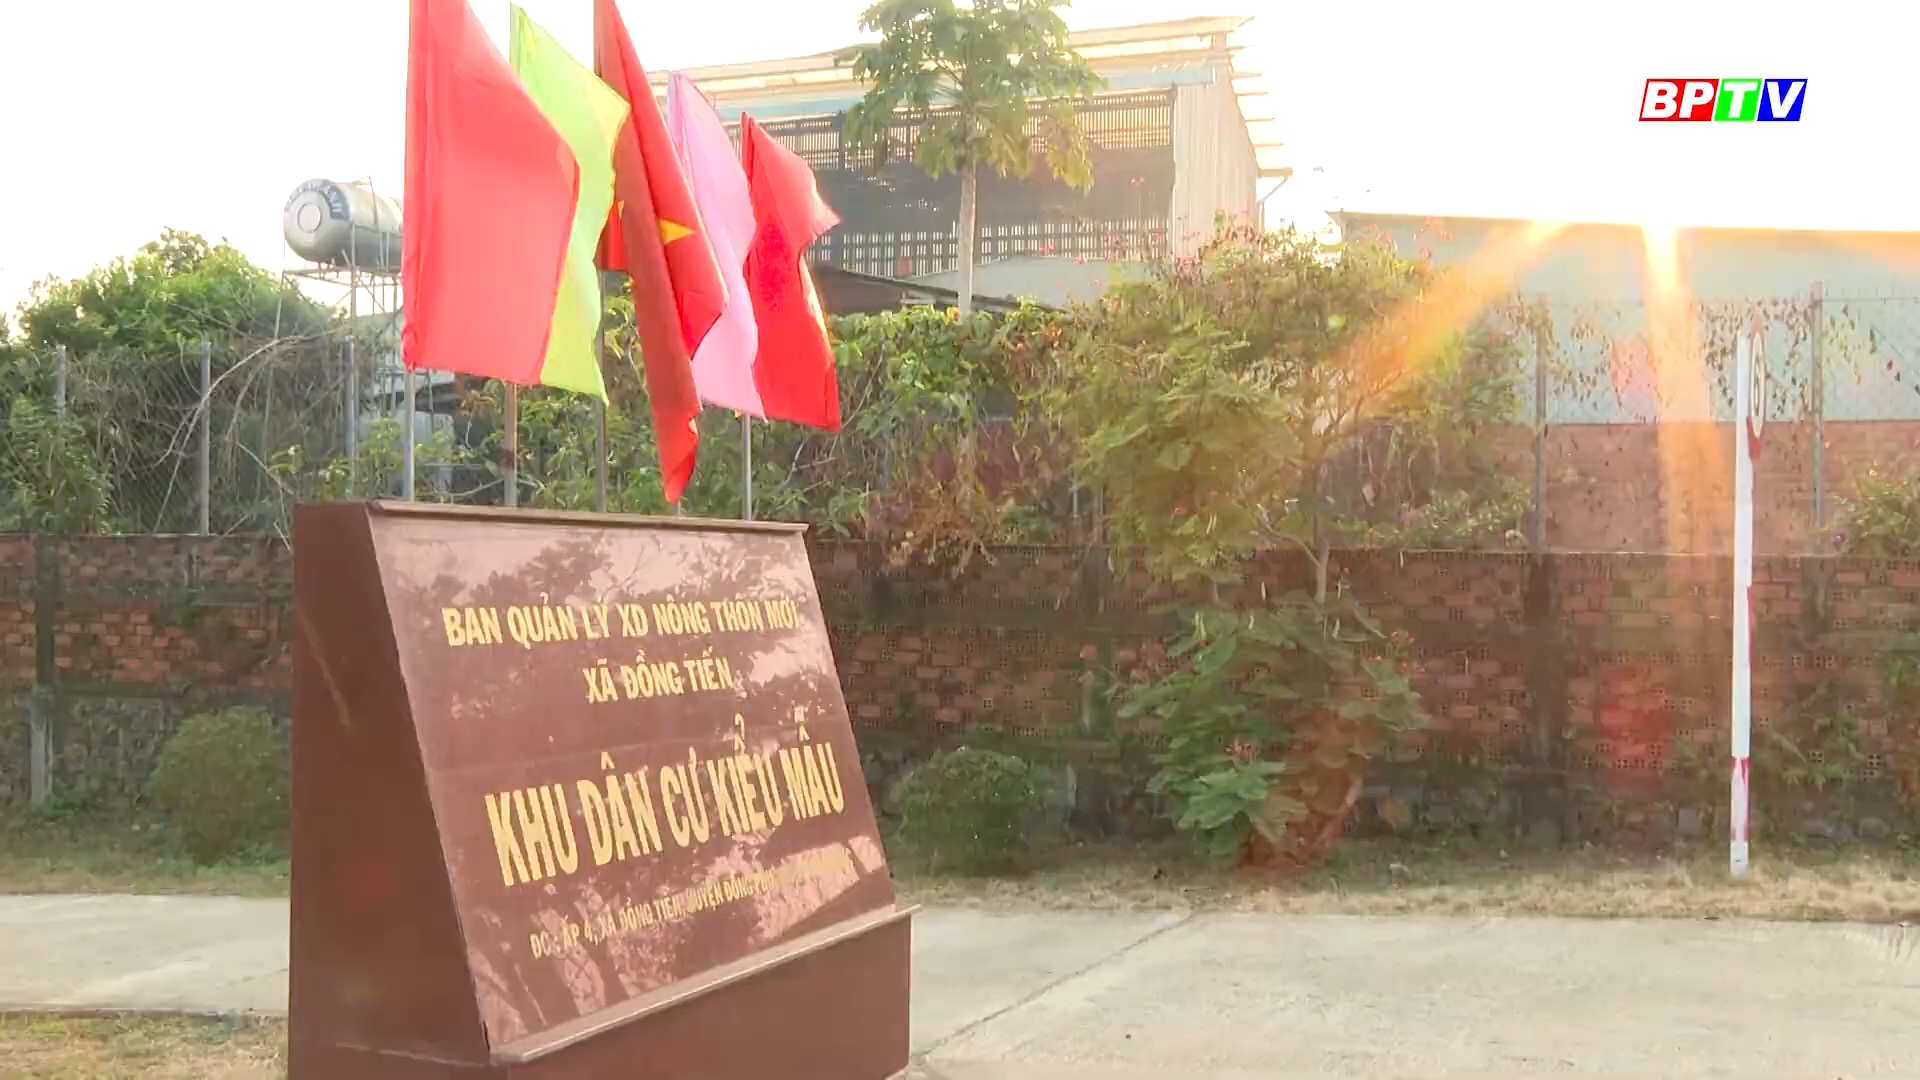 BPTV
BAN QUẢN LÝ XD NÔNG THÔN MỚI
XÃ ĐỒNG TIẾN
KHU DÂN CƯ KIỂU MẪU
ĐC: ẤP 4, XÃ ĐỒNG TIẾN, HUYỆN ĐỒNG